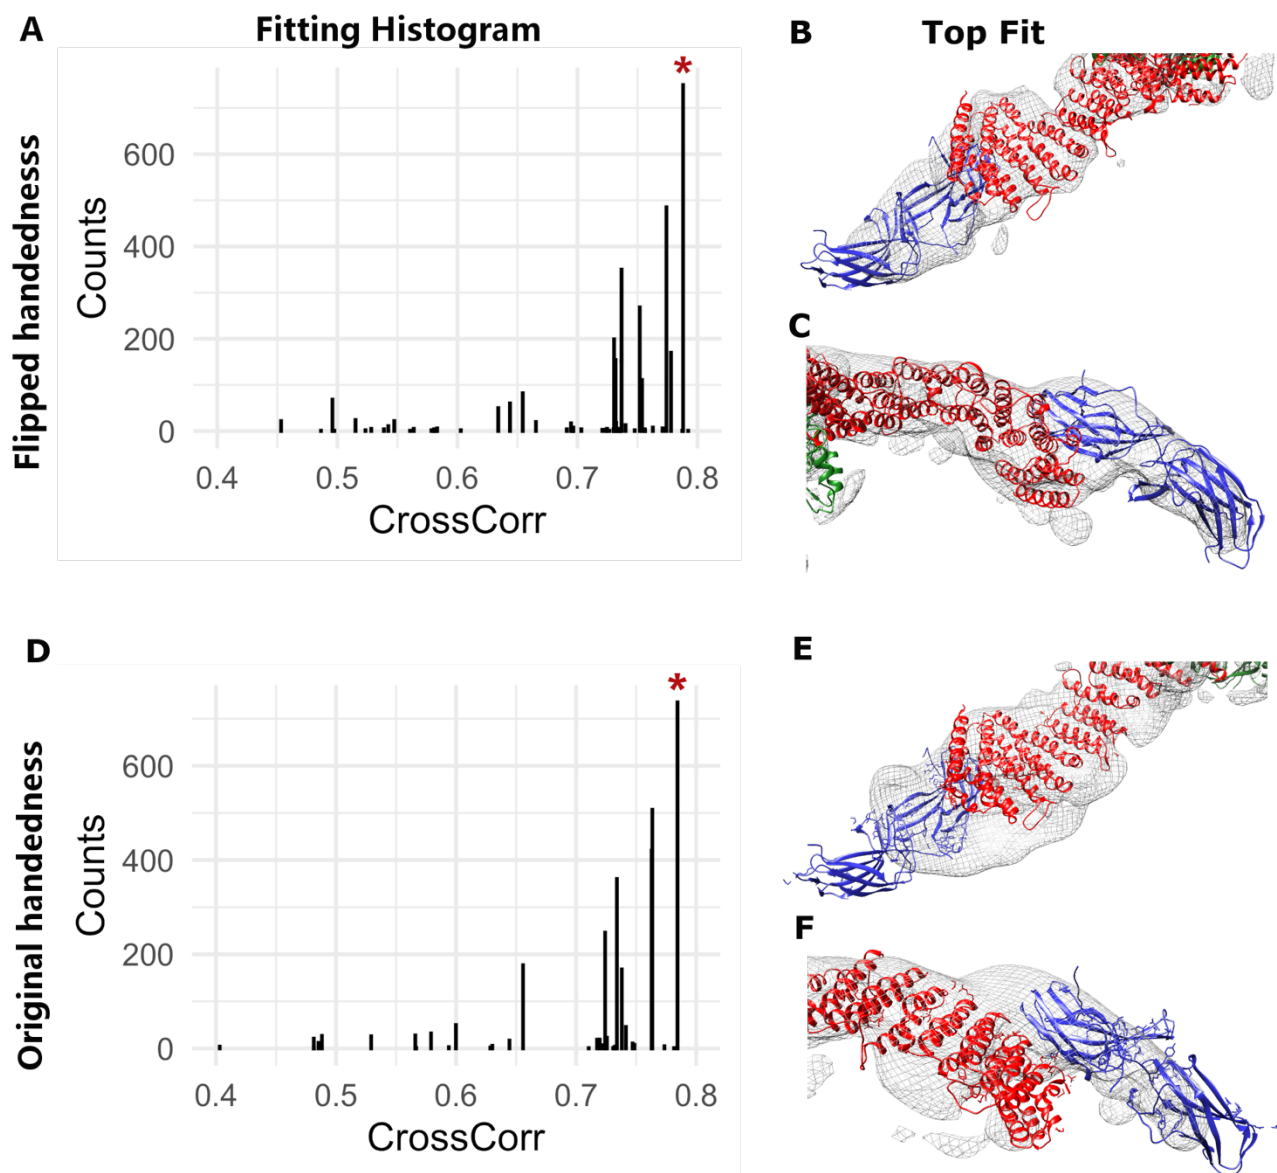 A
Fitting Histogram
B
Top Fit
*
Flipped handednesss
Counts
600
400
200
0
0.4 0.5 0.6 0.7 0.8
CrossCorr
C
D
E
*
Original handedness
Counts
600
400
200
0
0.4 0.5 0.6 0.7 0.8
CrossCorr
F